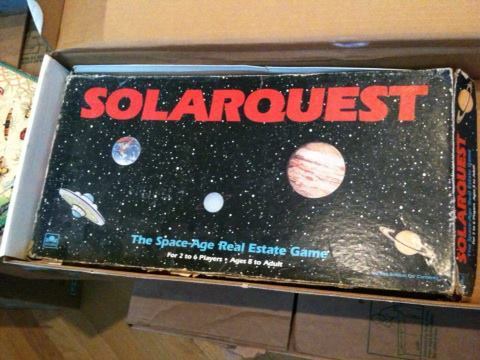 SOLARQUEST
The Space-Age Real Estate Game
For 2 to 6 Players • Ages 8 to Adult
SOLARQUEST